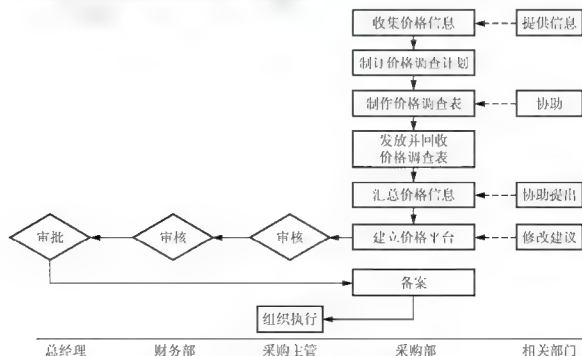 收集价格信息
提供信息
制订价格调查计划
制作价格调查表
协助
发放并回收
价格调查表
汇总价格信息
协助提出
审批
审核
审核
建立价格平台
修改建议
备案
组织执行
总经理
财务部
采购主管
采购部
相关部门